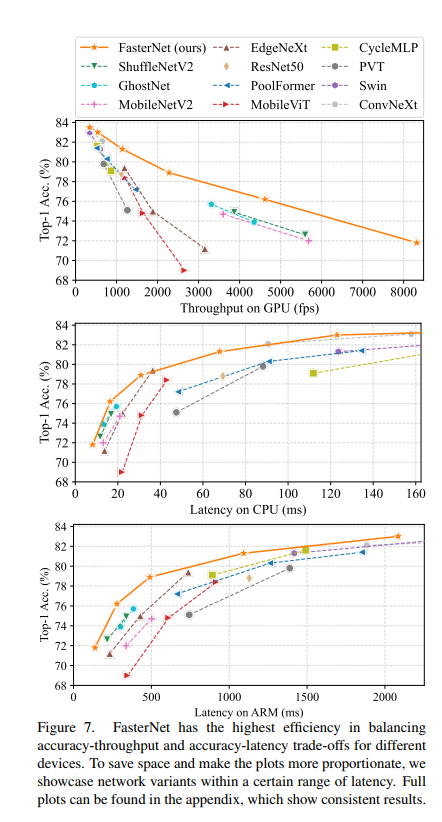 FasterNet (ours) EdgeNeXt CycleMLP
ShuffleNetV2 ResNet50 PVT
GhostNet PoolFormer Swin
MobileNetV2 MobileViT ConvNeXt
84
82
80
78
76
74
72
70
68
Top-1 Acc. (%)
0 1000 2000 3000 4000 5000 6000 7000 8000
Throughput on GPU (fps)
84
82
80
78
76
74
72
70
68
Top-1 Acc. (%)
0 20 40 60 80 100 120 140 160
Latency on CPU (ms)
84
82
80
78
76
74
72
70
68
Top-1 Acc. (%)
0 500 1000 1500 2000
Latency on ARM (ms)
Figure 7. FasterNet has the highest efficiency in balancing
accuracy-throughput and accuracy-latency trade-offs for different
devices. To save space and make the plots more proportionate, we
showcase network variants within a certain range of latency. Full
plots can be found in the appendix, which show consistent results.